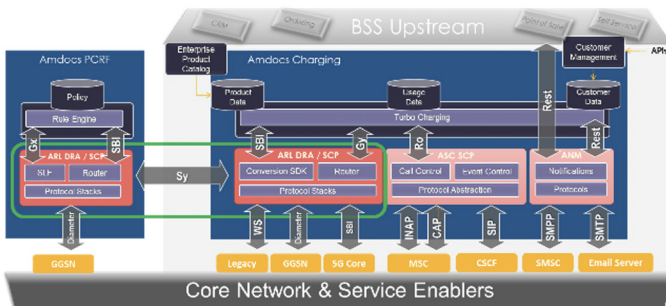 CRM
Ordering
Point of Sale
Self Service
BSS Upstream
Enterprise
Product
Catalog
Customer
Management
APIs
Amdocs PCRF
Amdocs Charging
Policy
Product
Data
Usage
Data
Customer
Data
Rule Engine
Turbo Charging
Gx
SBI
SBI
Gy
Ro
Rest
Rest
ARL DRA / SCP
SLF
Router
Protocol Stacks
Sy
ARL DRA / SCP
Conversion SDK
Router
Protocol Stacks
ASC SCP
Call Control
Event Control
Protocol Abstraction
ANM
Notifications
Protocols
Diameter
WS
Diameter
SBI
INAP
CAP
SIP
SMPP
SMTP
GGSN
Legacy
GGSN
5G Core
MSC
CSCF
SMSC
Email Server
Core Network & Service Enablers